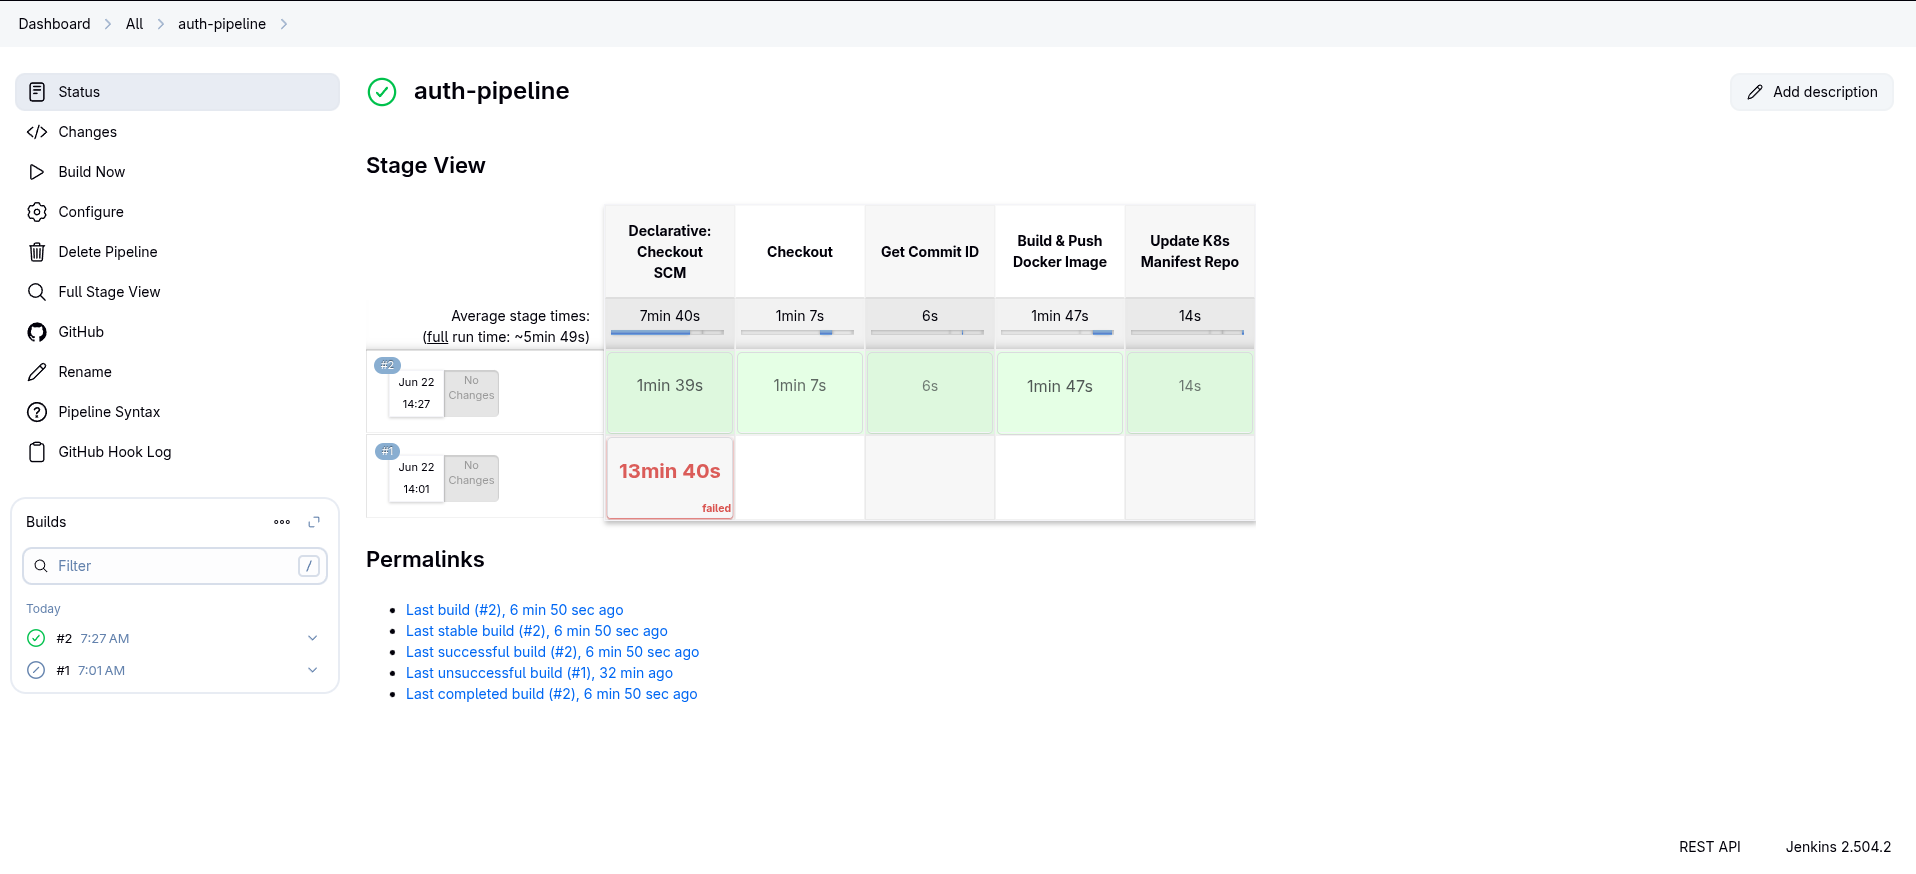 Dashboard
All
auth-pipeline
Status
Changes
Build Now
Configure
Delete Pipeline
Full Stage View
GitHub
Rename
Pipeline Syntax
GitHub Hook Log
Builds
Filter
/
Today
#2 7:27 AM
#1 7:01 AM
auth-pipeline
Add description
Stage View
Declarative:
Checkout
SCM
Checkout
Get Commit ID
Build & Push
Docker Image
Update K8s
Manifest Repo
Average stage times:
(full run time: ~5min 49s)
7min 40s
1min 7s
6s
1min 47s
14s
#2
Jun 22
14:27
No
Changes
1min 39s
1min 7s
6s
1min 47s
14s
#1
Jun 22
14:01
No
Changes
13min 40s
failed
Permalinks
Last build (#2), 6 min 50 sec ago
Last stable build (#2), 6 min 50 sec ago
Last successful build (#2), 6 min 50 sec ago
Last unsuccessful build (#1), 32 min ago
Last completed build (#2), 6 min 50 sec ago
REST API
Jenkins 2.504.2